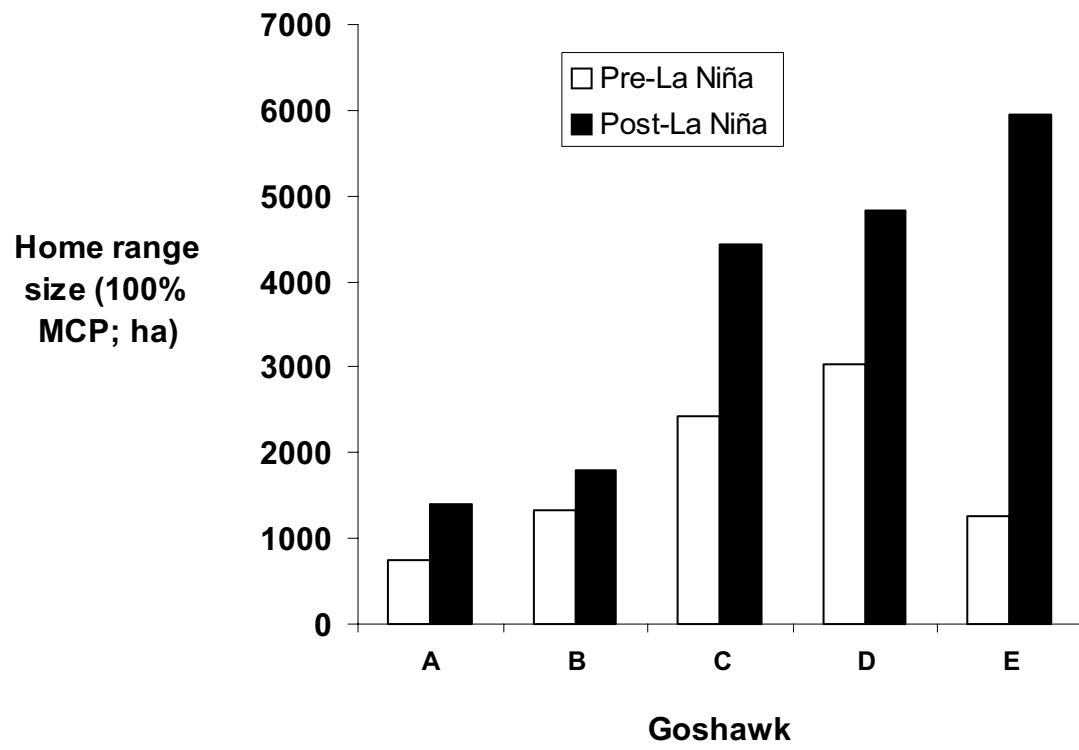 7000
6000
5000
4000
3000
2000
1000
0
Home range
size (100%
MCP; ha)
Pre-La Niña
Post-La Niña
A B C D E
Goshawk